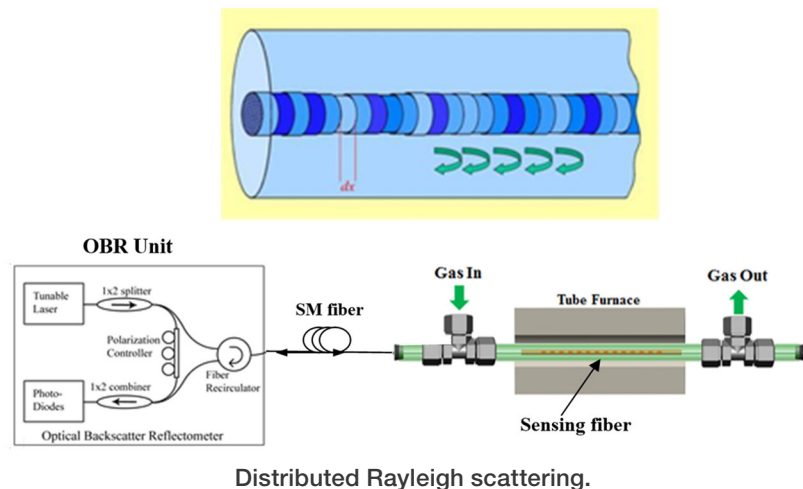 dx
OBR Unit
Tunable
Laser
1x2 splitter
Polarization
Controller
Fiber
Recirculator
Photo-
Diodes
1x2 combiner
Optical Backscatter Reflectometer
SM fiber
Gas In
Tube Furnace
Gas Out
Sensing fiber
Distributed Rayleigh scattering.